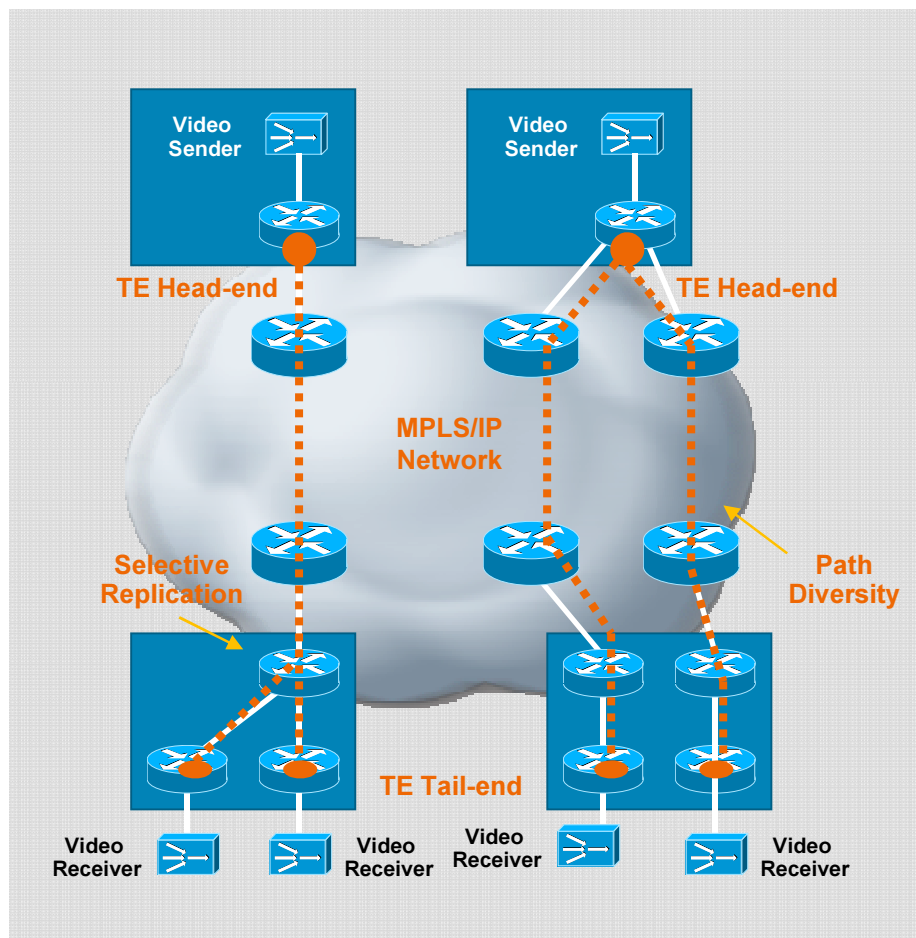 Video
Sender
Video
Sender
TE Head-end
TE Head-end
MPLS/IP
Network
Selective
Replication
Path
Diversity
TE Tail-end
Video
Receiver
Video
Receiver
Video
Receiver
Video
Receiver